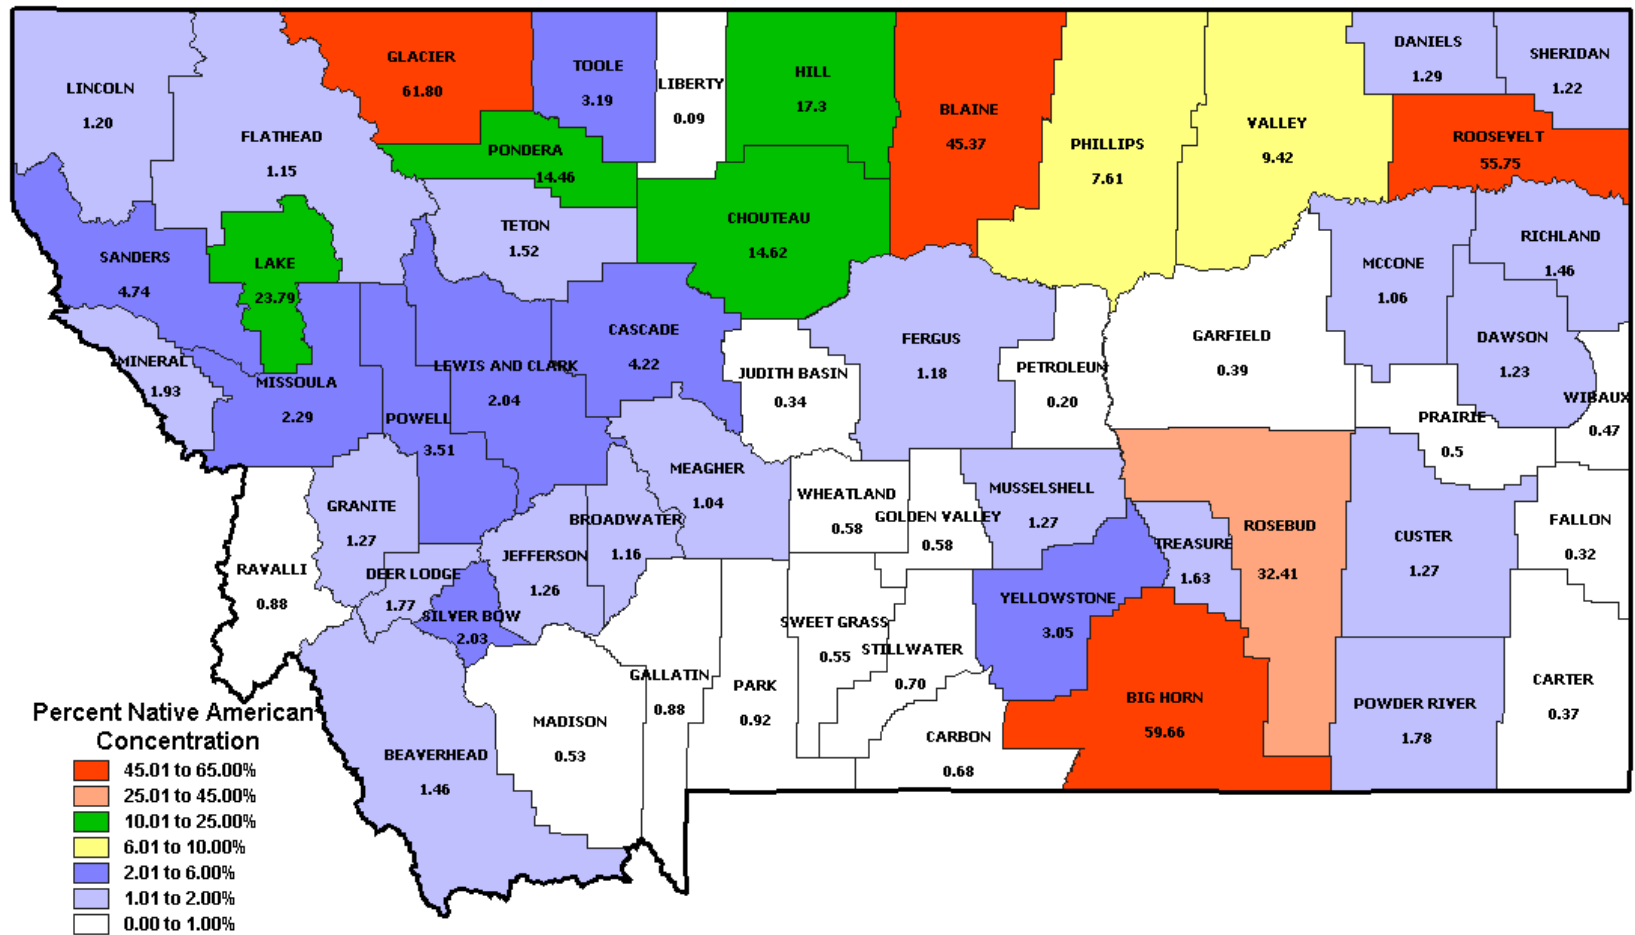 LINCOLN
1.20
FLATHEAD
1.15
GLACIER
61.80
TOOLE
3.19
LIBERTY
0.09
HILL
17.3
BLAINE
45.37
PHILLIPS
7.61
VALLEY
9.42
DANIELS
1.29
SHERIDAN
1.22
ROOSEVELT
55.75
PONDERA
14.46
TETON
1.52
CHOUTEAU
14.62
SANDERS
4.74
LAKE
23.79
RICHLAND
1.46
MCCONE
1.06
CASCADE
4.22
FERGUS
1.18
GARFIELD
0.39
DAWSON
1.23
MINERAL
1.93
MISSOULA
2.29
LEWIS AND CLARK
2.04
JUDITH BASIN
0.34
PETROLEUN
0.20
WIBAUX
0.47
PRAIRIE
0.5
POWELL
3.51
MEAGHER
1.04
WHEATLAND
0.58
GOLDEN VALLEY
0.58
MUSSELSHELL
1.27
GRANITE
1.27
BROADWATER
1.16
JEFFERSON
1.26
TREASURE
1.63
ROSEBUD
32.41
CUSTER
1.27
FALLON
0.32
RAVALLI
0.88
DEER LODGE
1.77
SILVER BOW
2.03
SWEET GRASS
0.55
STILLWATER
0.70
YELLOWSTONE
3.05
GALLATIN
0.88
PARK
0.92
MADISON
0.53
CARBON
0.68
BIG HORN
59.66
POWDER RIVER
1.78
CARTER
0.37
BEAVERHEAD
1.46
Percent Native American
Concentration
45.01 to 65.00%
25.01 to 45.00%
10.01 to 25.00%
6.01 to 10.00%
2.01 to 6.00%
1.01 to 2.00%
0.00 to 1.00%